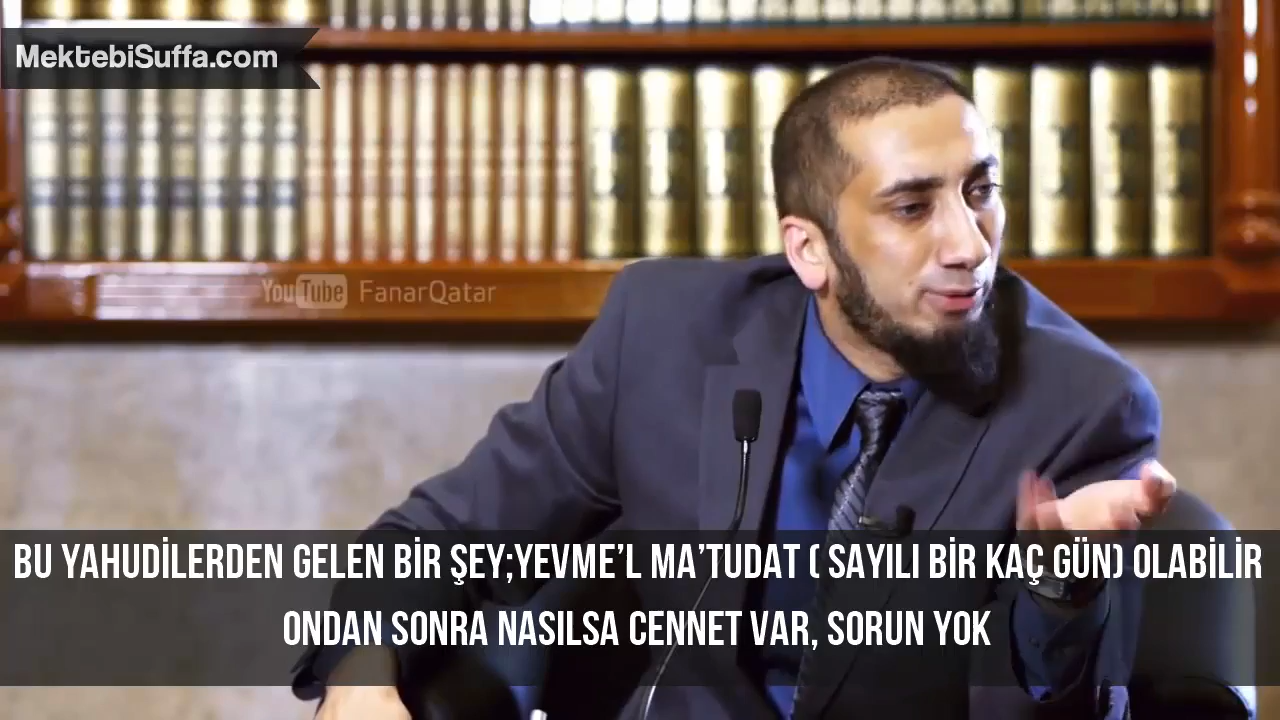 MektebiSuffa.com
YouTube FanarQatar
BU YAHUDİLERDEN GELEN BİR ŞEY;YEVME’L MA’TUDAT ( SAYILI BİR KAÇ GÜN) OLABİLİR
ONDAN SONRA NASILSA CENNET VAR, SORUN YOK